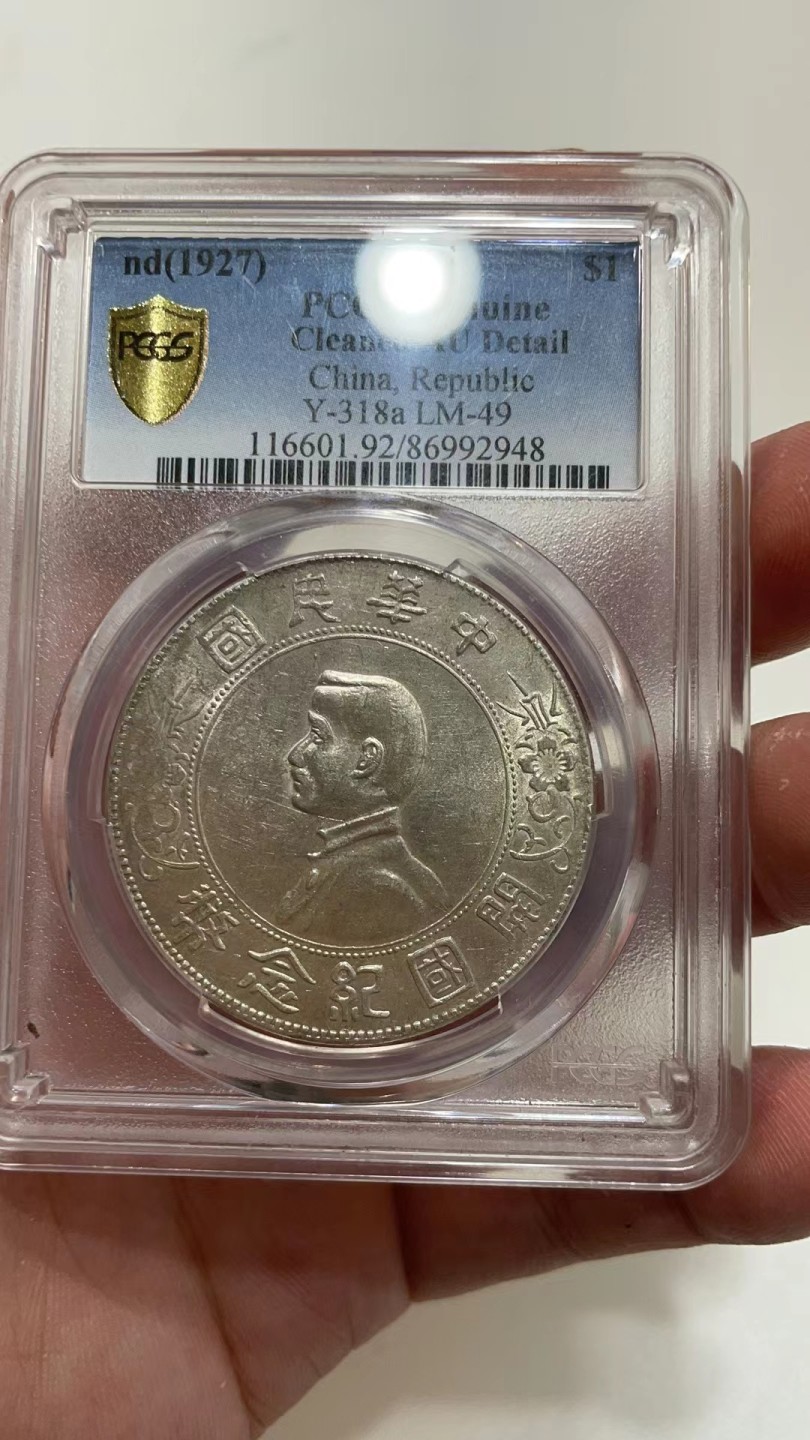 nd(1927) $1
PCGS
Detail
China, Republic
Y-318a LM-49
116601.92/86992948
中華民國
開國紀念幣
PCGS